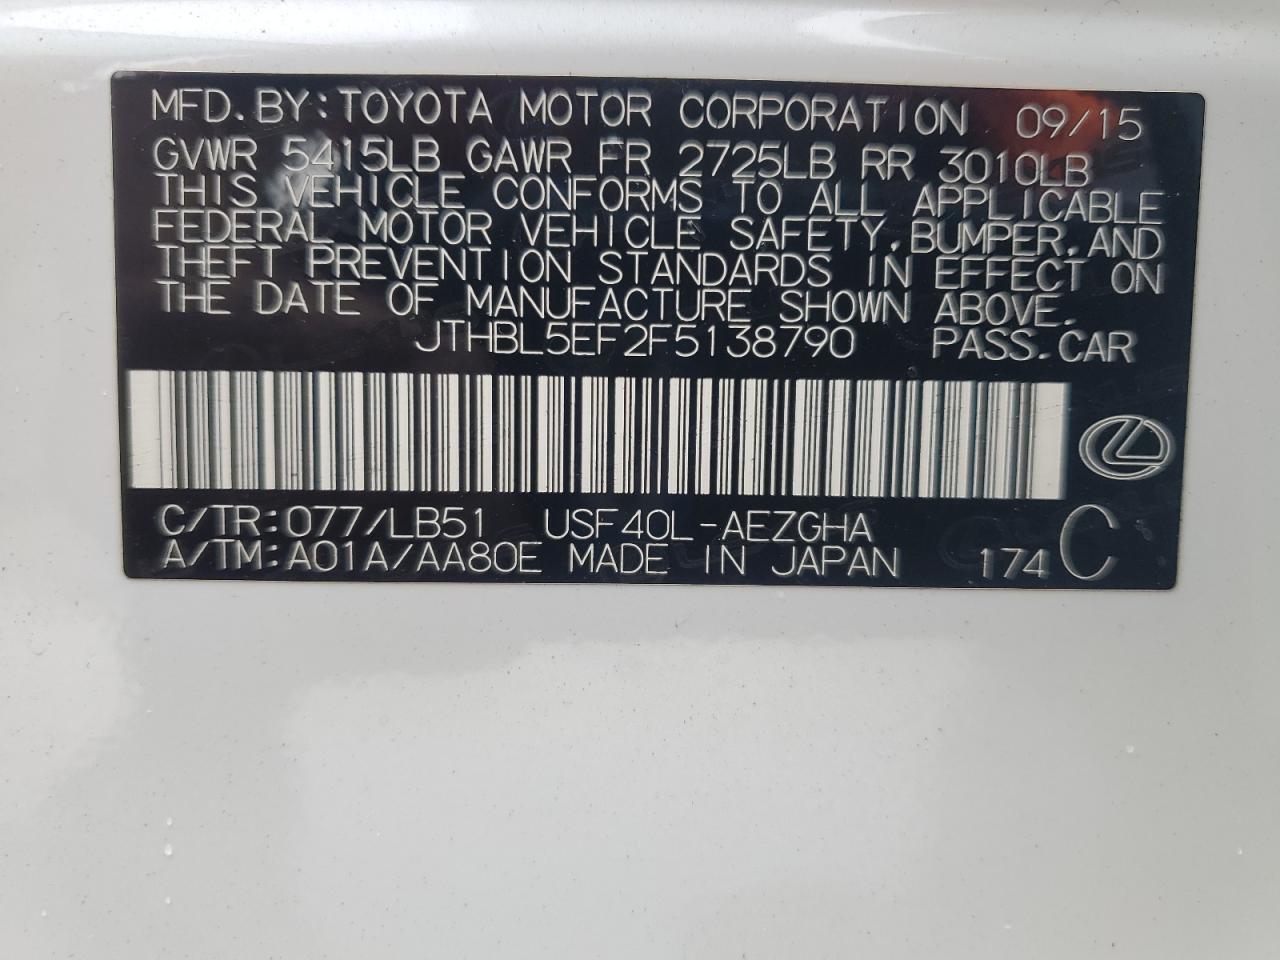 MFD. BY: TOYOTA MOTOR CORPORATION 09/15
GVWR 5415LB GAWR FR 2725LB RR 3010LB
THIS VEHICLE CONFORMS TO ALL APPLICABLE
FEDERAL MOTOR VEHICLE SAFETY, BUMPER, AND
THEFT PREVENTION STANDARDS IN EFFECT ON
THE DATE OF MANUFACTURE SHOWN ABOVE.
JTHBL5EF2F5138790 PASS. CAR
C/TR: 077/LB51 USF40L-AEZGHA
A/TM: A01A/AA80E MADE IN JAPAN 174 C